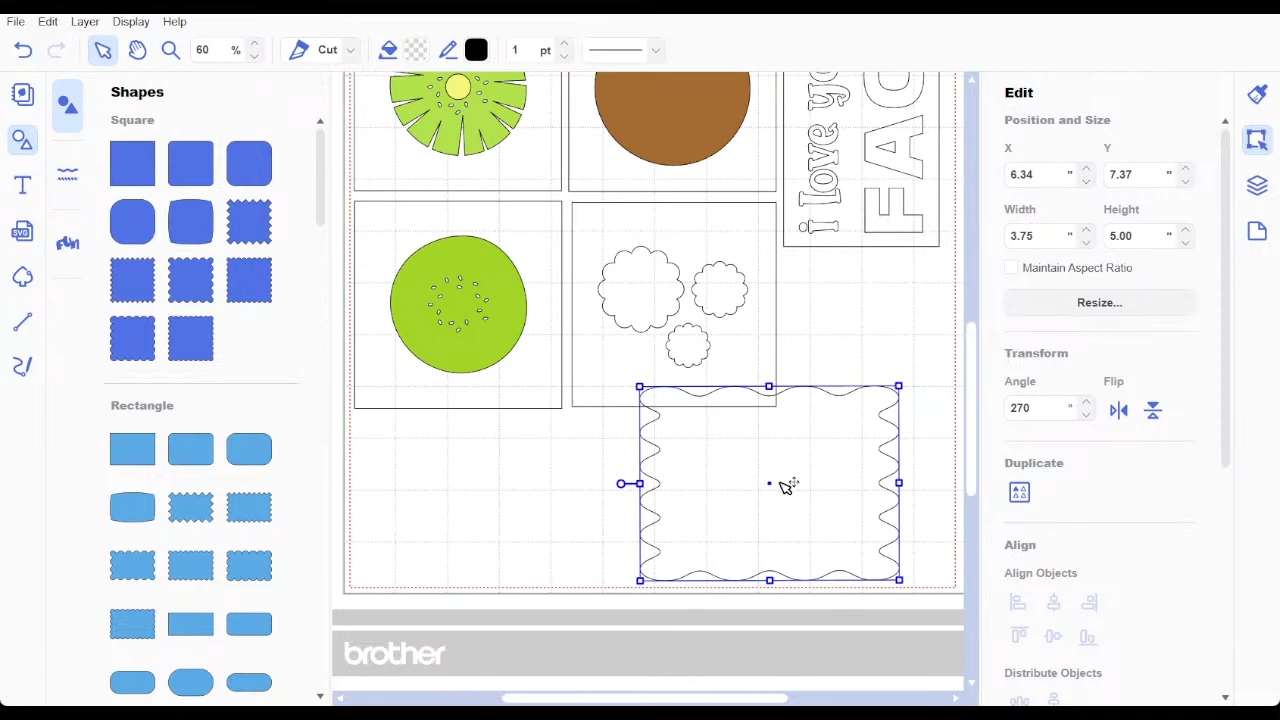 File Edit Layer Display Help
60 % Cut 1 pt
Shapes
Square
SVG
fun
Rectangle
i love yo
FAC
brother
Edit
Position and Size
X Y
6.34 " 7.37 "
Width Height
3.75 " 5.00 "
Maintain Aspect Ratio
Resize...
Transform
Angle Flip
270 °
Duplicate
Align
Align Objects
Distribute Objects